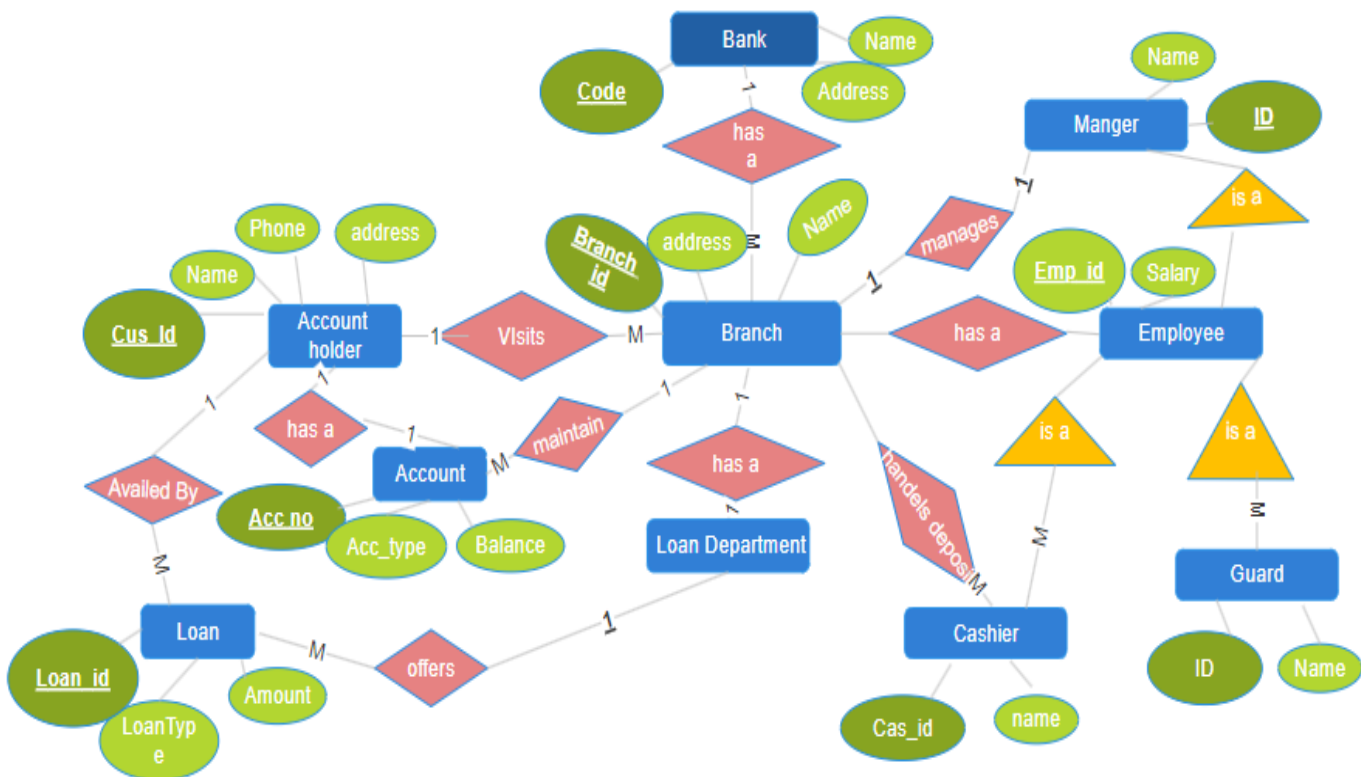 Bank
Name
Code
Address
1
has
a
M
Name
Manger
ID
1
is a
manages
1
Phone
address
Name
Cus_Id
Account
holder
Branch
id
address
Name
Emp_id
Salary
1
VIsits
M
Branch
has a
Employee
1
1
has a
1
Account
M
maintain
1
1
has a
1
is a
is a
Availed By
M
Acc no
Acc_type
Balance
Loan Department
handels deposi
M
M
M
Guard
Loan
M
offers
1
Cashier
Loan_id
LoanTyp
e
Amount
Cas_id
name
ID
Name